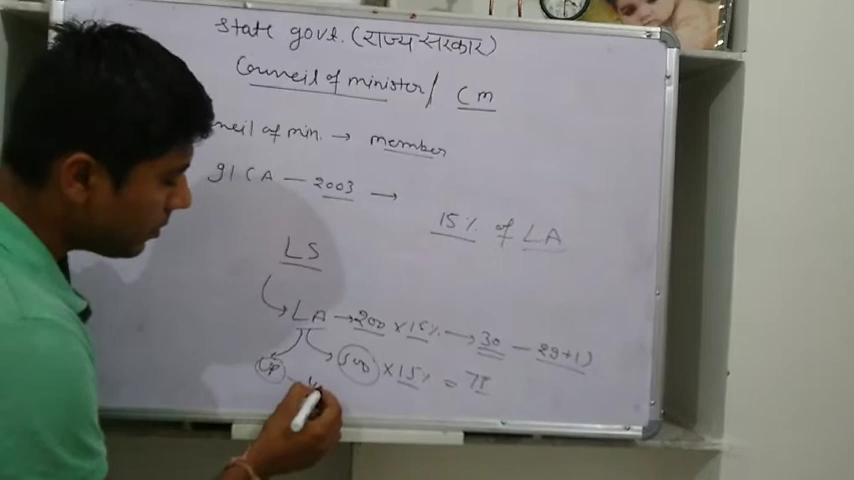 State govt. (राज्य सरकार)
Council of minister / CM
ncil of min. → member
91 CA — 2003 →
15% of LA
LS
LA → 200 × 15% → 30 — 29+1)
500 × 15% = 75